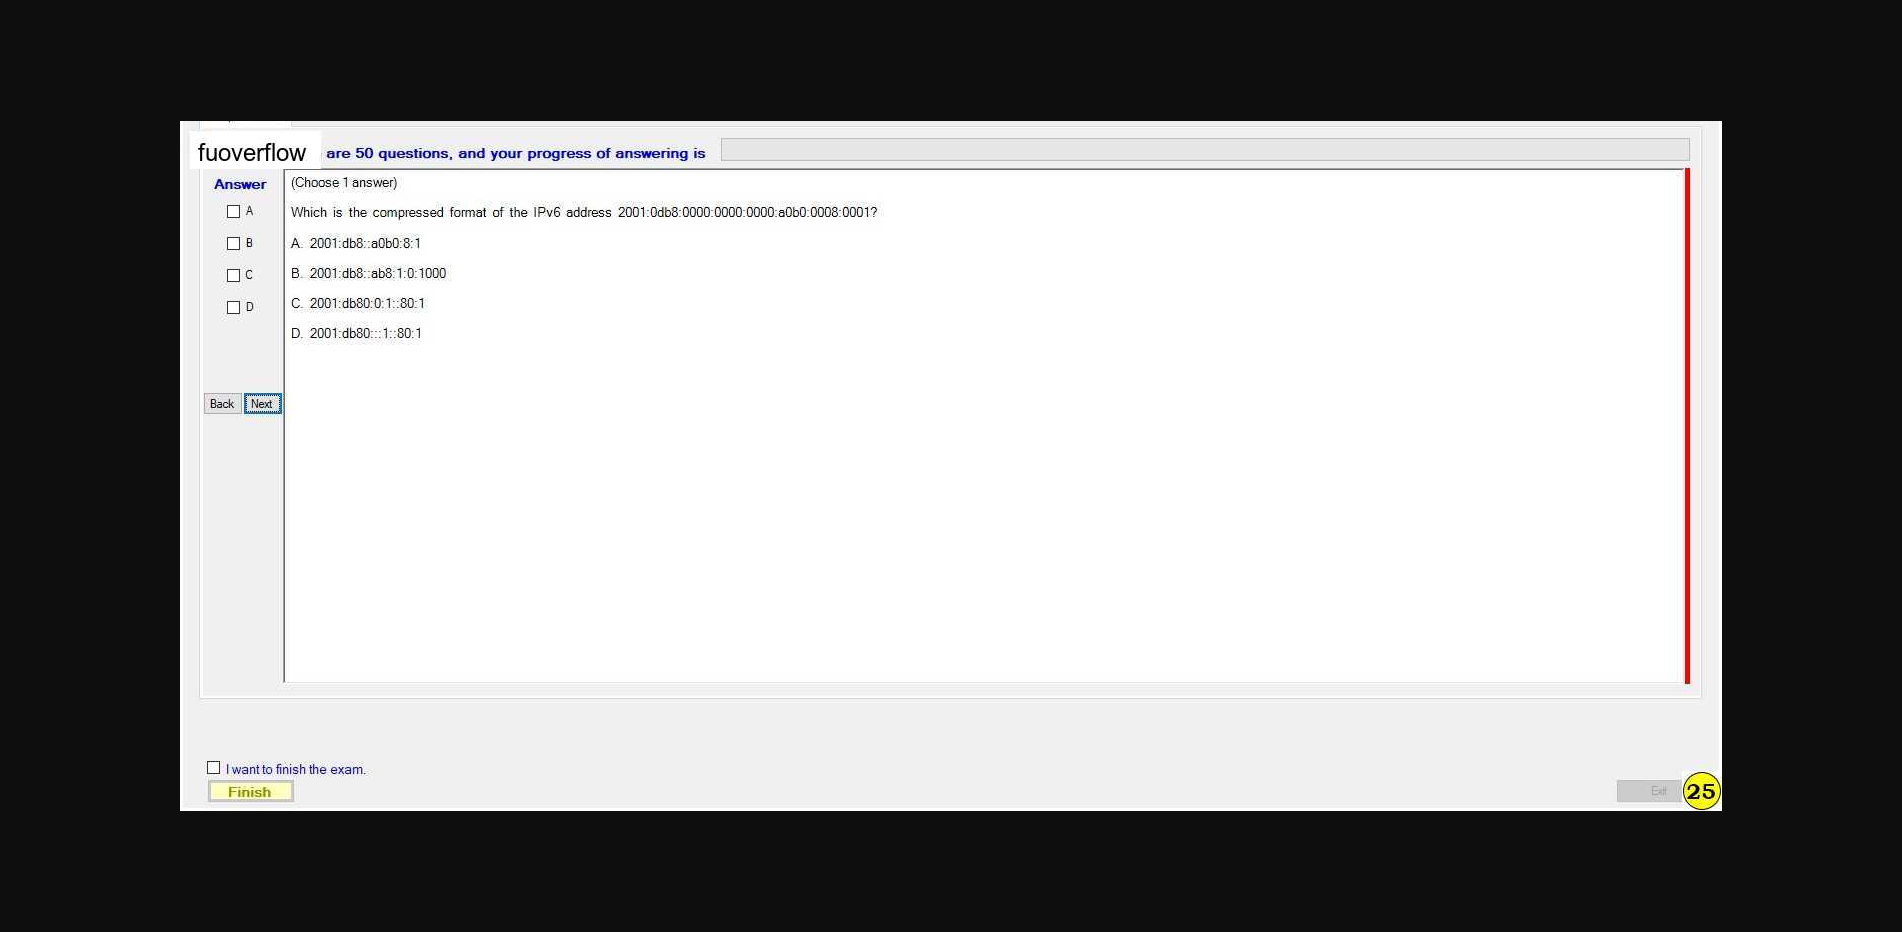 fuoverflow are 50 questions, and your progress of answering is
Answer
(Choose 1 answer)
A
Which is the compressed format of the IPv6 address 2001:0db8:0000:0000:0000:a0b0:0008:0001?
B
A. 2001:db8::a0b0:8:1
C
B. 2001:db8::ab8:1:0:1000
D
C. 2001:db80:0:1::80:1
D. 2001:db80:::1::80:1
Back Next
I want to finish the exam.
Finish
Exit
25